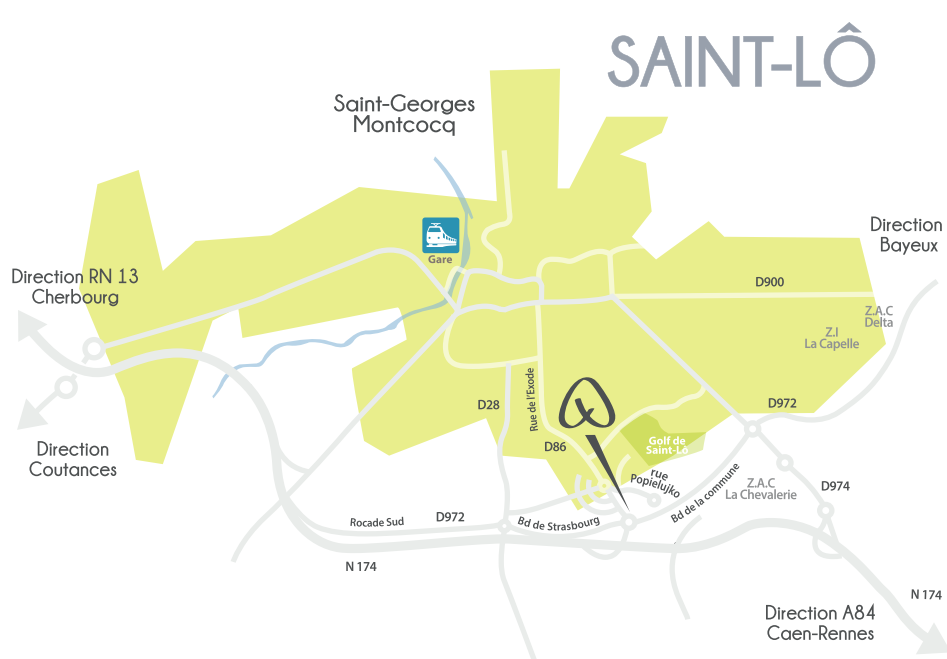 SAINT-LÔ
Saint-Georges
Montcocq
Direction
Bayeux
Gare
Direction RN 13
Cherbourg
D900
Z.A.C
Delta
Z.I
La Capelle
Rue de l'Exode
D28
D972
Direction
Coutances
D86
Golf de
Saint-Lô
rue
Popielujko
Bd de la commune
Z.A.C
La Chevalerie
D974
Rocade Sud
D972
Bd de Strasbourg
N 174
N 174
Direction A84
Caen-Rennes